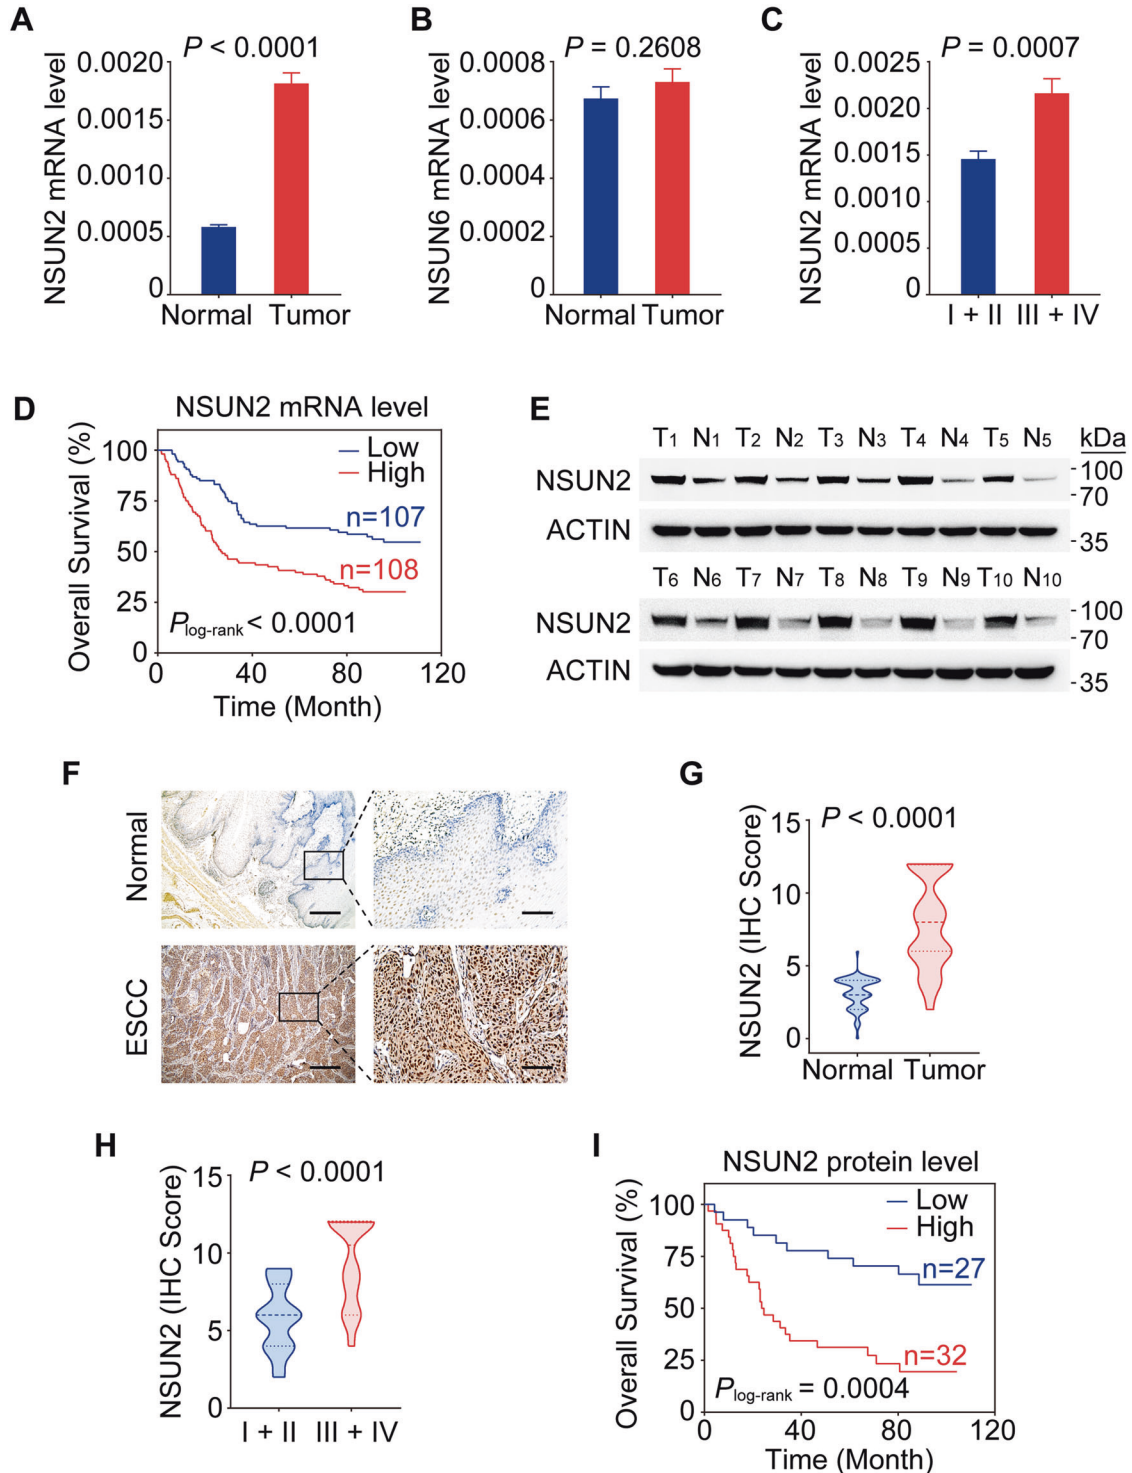 A
P < 0.0001
NSUN2 mRNA level
0.0020
0.0015
0.0010
0.0005
0
Normal Tumor
B
P = 0.2608
NSUN6 mRNA level
0.0008
0.0006
0.0004
0.0002
0
Normal Tumor
C
P = 0.0007
NSUN2 mRNA level
0.0025
0.0020
0.0015
0.0010
0.0005
0
I + II III + IV
D
NSUN2 mRNA level
Overall Survival (%)
100
75
50
25
0
Low
High
n=107
n=108
Plog-rank < 0.0001
0 40 80 120
Time (Month)
E
T1 N1 T2 N2 T3 N3 T4 N4 T5 N5 kDa
NSUN2
-100
-70
ACTIN
-35
T6 N6 T7 N7 T8 N8 T9 N9 T10 N10
NSUN2
-100
-70
ACTIN
-35
F
Normal
ESCC
G
P < 0.0001
NSUN2 (IHC Score)
15
10
5
0
Normal Tumor
H
P < 0.0001
NSUN2 (IHC Score)
15
10
5
0
I + II III + IV
I
NSUN2 protein level
Overall Survival (%)
100
75
50
25
0
Low
High
n=27
n=32
Plog-rank = 0.0004
0 40 80 120
Time (Month)